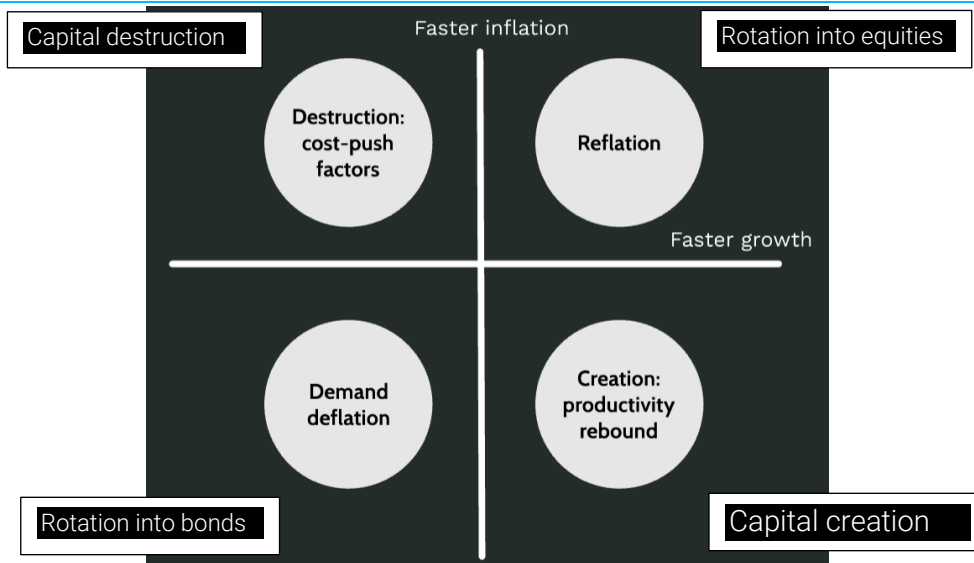 Capital destruction
Faster inflation
Rotation into equities
Destruction:
cost-push
factors
Reflation
Faster growth
Demand
deflation
Creation:
productivity
rebound
Rotation into bonds
Capital creation